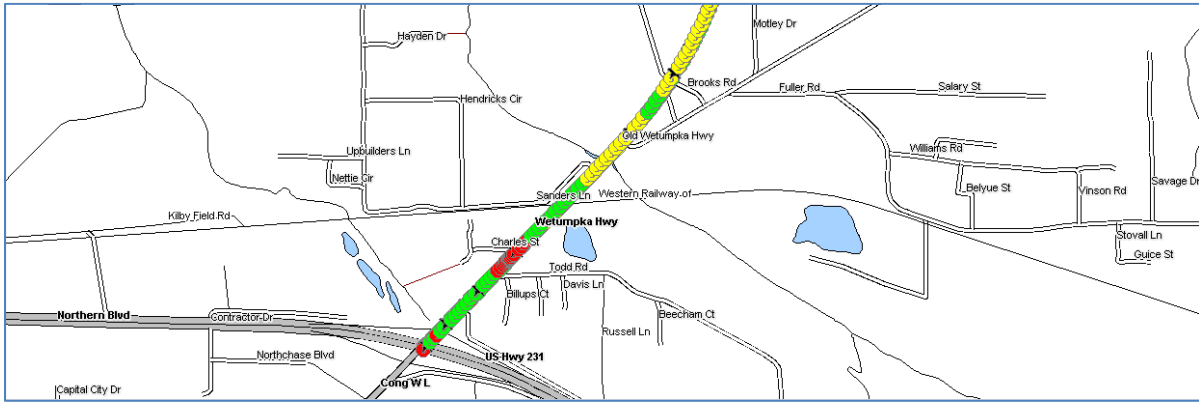 Motley Dr
Hayden Dr
Brooks Rd
Fuller Rd
Salary St
Hendricks Cir
Old Wetumpka Hwy
Upbuilders Ln
Williams Rd
Nettie Cir
Belyue St
Vinson Rd
Savage Dr
Sanders Ln
Western Railway of
Kilby Field Rd
Wetumpka Hwy
Stovall Ln
Charles St
Guice St
Todd Rd
Davis Ln
Billups Ct
Beecham Ct
Northern Blvd
Contractor Dr
Russell Ln
Northchase Blvd
US Hwy 231
Cong W L
Capital City Dr